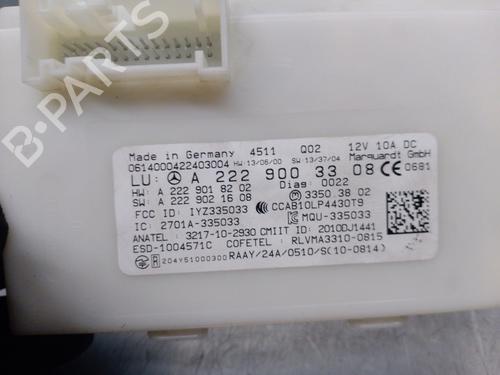 Made in Germany 4511 Q02 12V 10A DC
0614000422403004 HW:13/06/00 SW:13/37/04 Marquardt GmbH
LU: A 222 900 33 08 CE 0681
HW: A 222 901 82 02 Diag: 0022
SW: A 222 902 16 08 3350 38 02
FCC ID: IYZ335033 CCAB10LP4430T9
IC: 2701A-335033 MQU-335033
ANATEL: 3217-10-2930 CMIIT ID: 2010DJ1441
ESD-1004571C COFETEL: RLVMA3310-0815
R 204Y51000300 RAAY/24A/0510/S(10-0814)